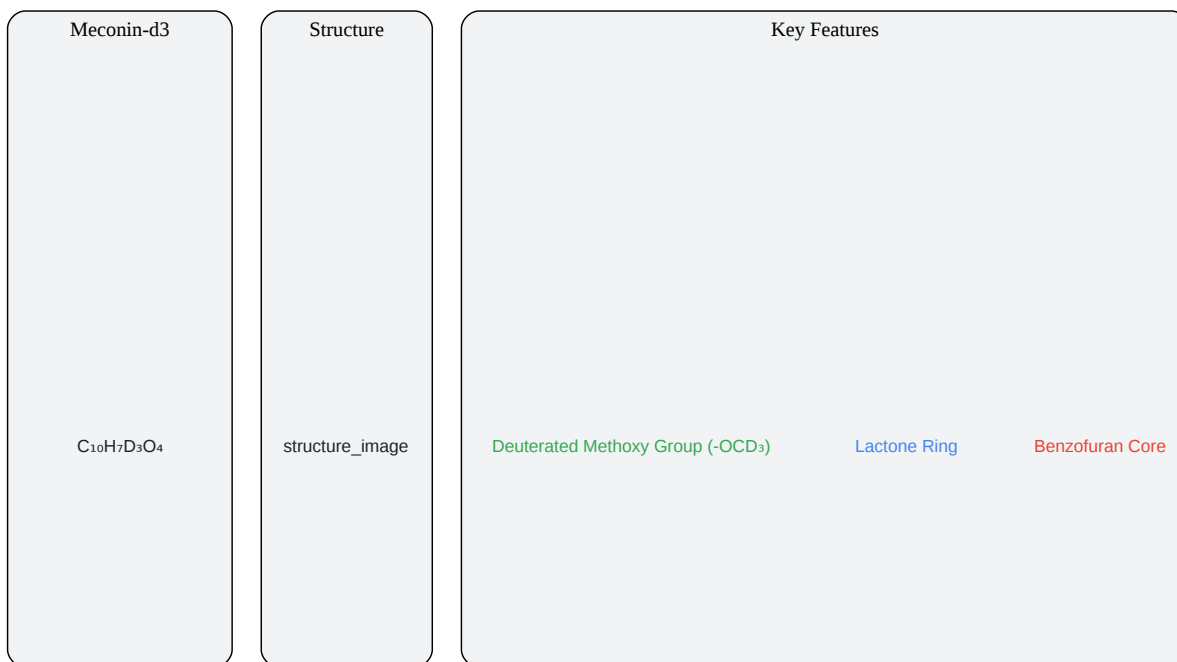 Meconin-d3
Structure
Key Features
C₁₀H₇D₃O₄
structure_image
Deuterated Methoxy Group (-OCD₃)
Lactone Ring
Benzofuran Core